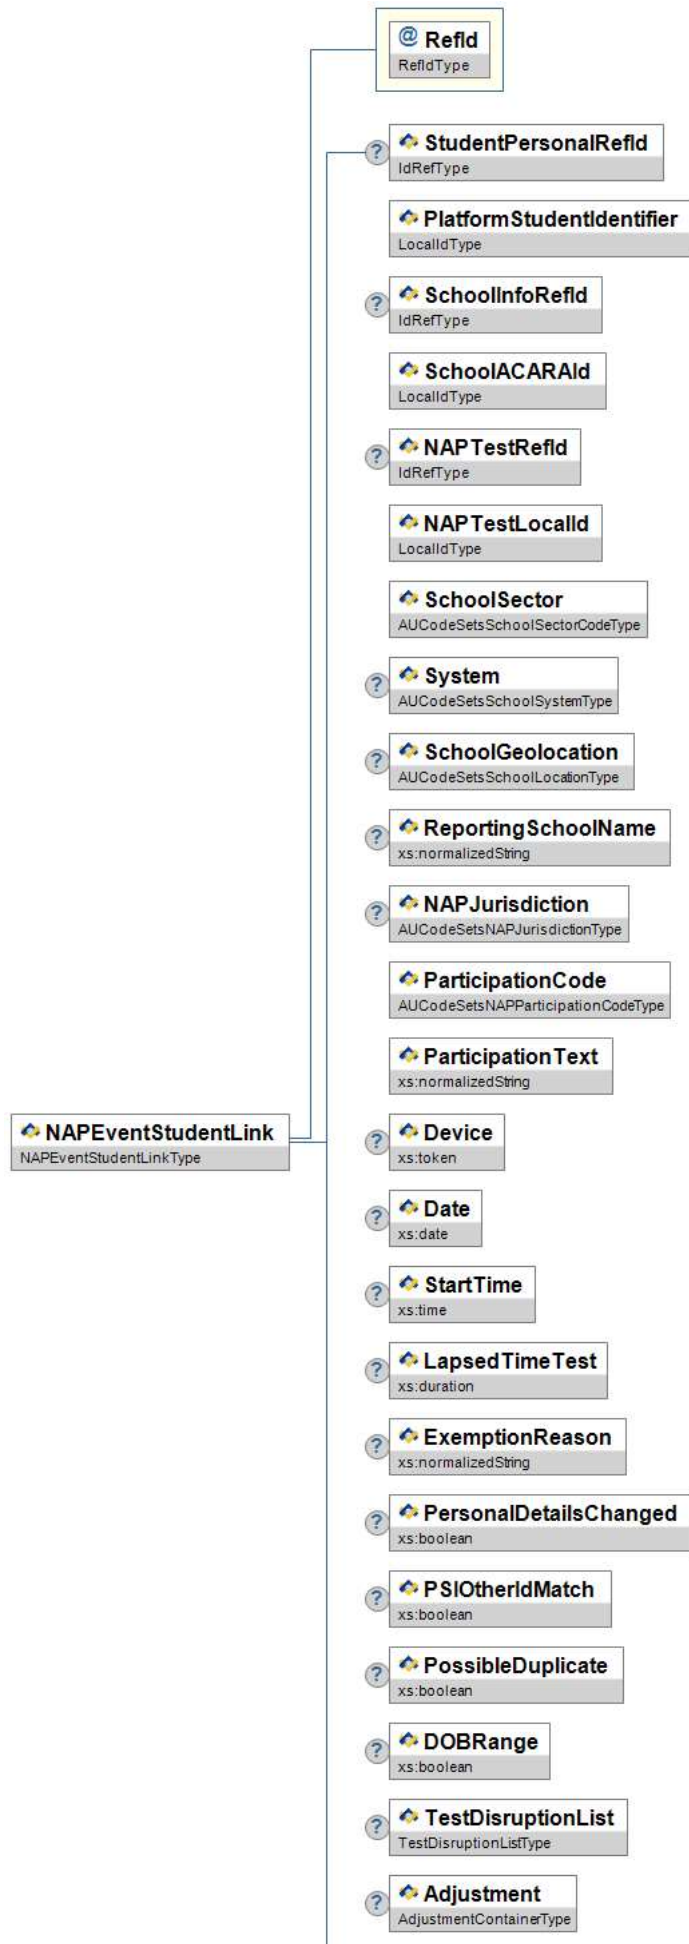 @ RefId
RefIdType
? StudentPersonalRefId
IdRefType
PlatformStudentIdentifier
LocalIdType
? SchoolInfoRefId
IdRefType
SchoolACARAId
LocalIdType
? NAPTestRefId
IdRefType
NAPTestLocalId
LocalIdType
SchoolSector
AUCodeSetsSchoolSectorCodeType
? System
AUCodeSetsSchoolSystemType
? SchoolGeolocation
AUCodeSetsSchoolLocationType
? ReportingSchoolName
xs:normalizedString
? NAPJurisdiction
AUCodeSetsNAPJurisdictionType
ParticipationCode
AUCodeSetsNAPParticipationCodeType
ParticipationText
xs:normalizedString
NAPEventStudentLink
NAPEventStudentLinkType
? Device
xs:token
? Date
xs:date
? StartTime
xs:time
? LapsedTimeTest
xs:duration
? ExemptionReason
xs:normalizedString
? PersonalDetailsChanged
xs:boolean
? PSIOtherIdMatch
xs:boolean
? PossibleDuplicate
xs:boolean
? DOBRange
xs:boolean
? TestDisruptionList
TestDisruptionListType
? Adjustment
AdjustmentContainerType